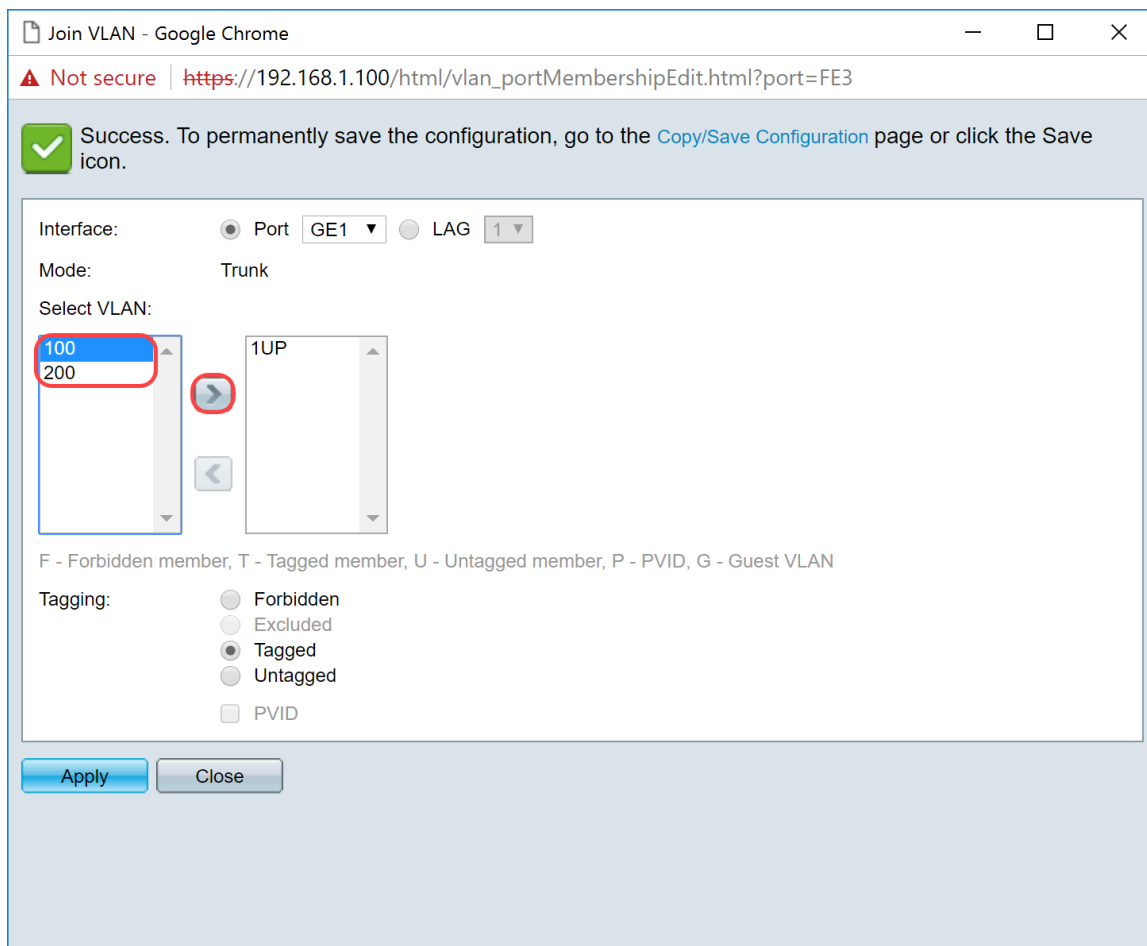 Join VLAN - Google Chrome
Not secure | https://192.168.1.100/html/vlan_portMembershipEdit.html?port=FE3
Success. To permanently save the configuration, go to the Copy/Save Configuration page or click the Save
icon.
Interface: Port GE1 LAG 1
Mode: Trunk
Select VLAN:
100 1UP
200
F - Forbidden member, T - Tagged member, U - Untagged member, P - PVID, G - Guest VLAN
Tagging: Forbidden
Excluded
Tagged
Untagged
PVID
Apply Close